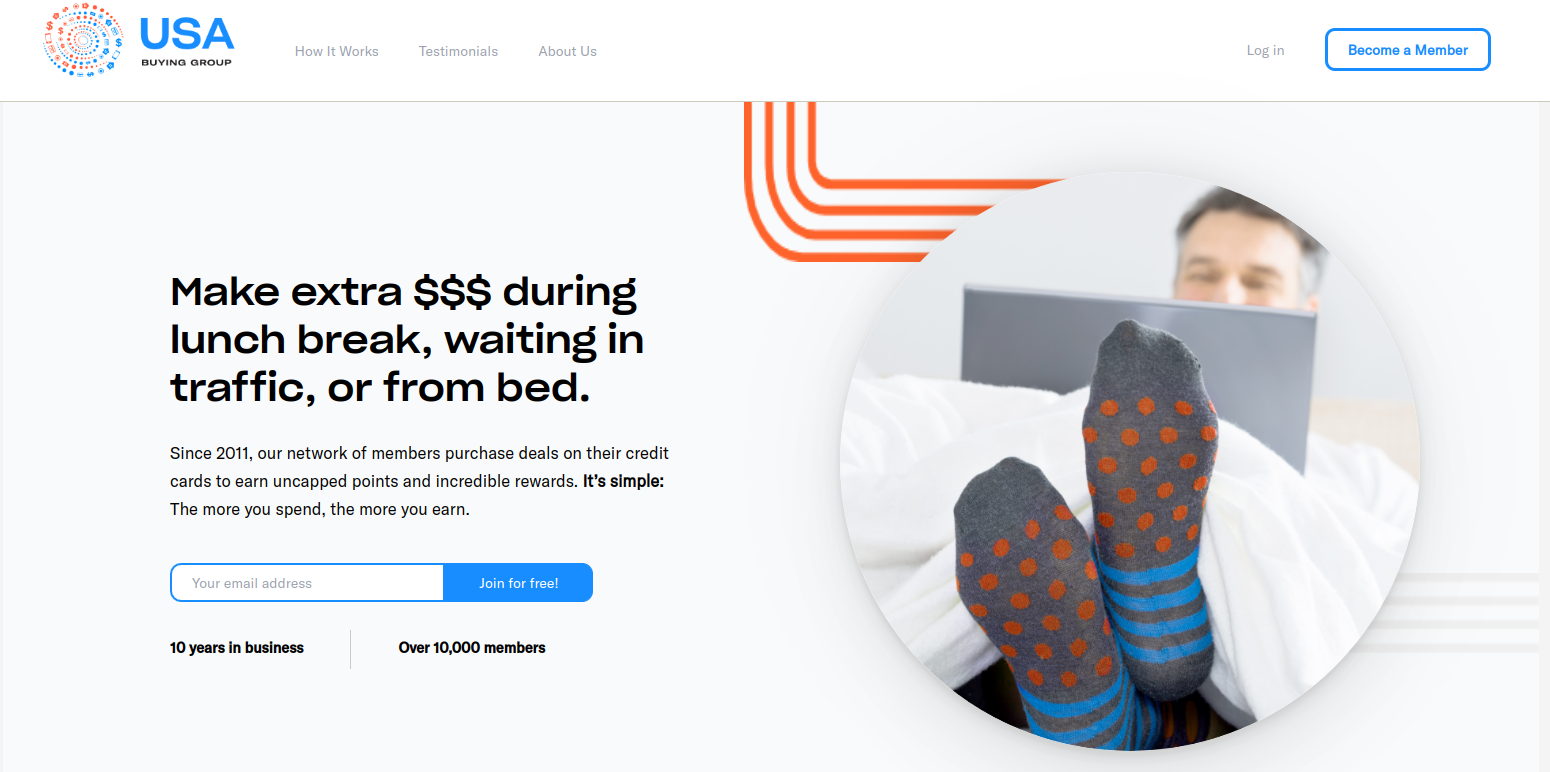 USA
BUYING GROUP
How It Works
Testimonials
About Us
Log in
Become a Member
Make extra $$$ during
lunch break, waiting in
traffic, or from bed.
Since 2011, our network of members purchase deals on their credit
cards to earn uncapped points and incredible rewards. It's simple:
The more you spend, the more you earn.
Your email address
Join for free!
10 years in business
Over 10,000 members